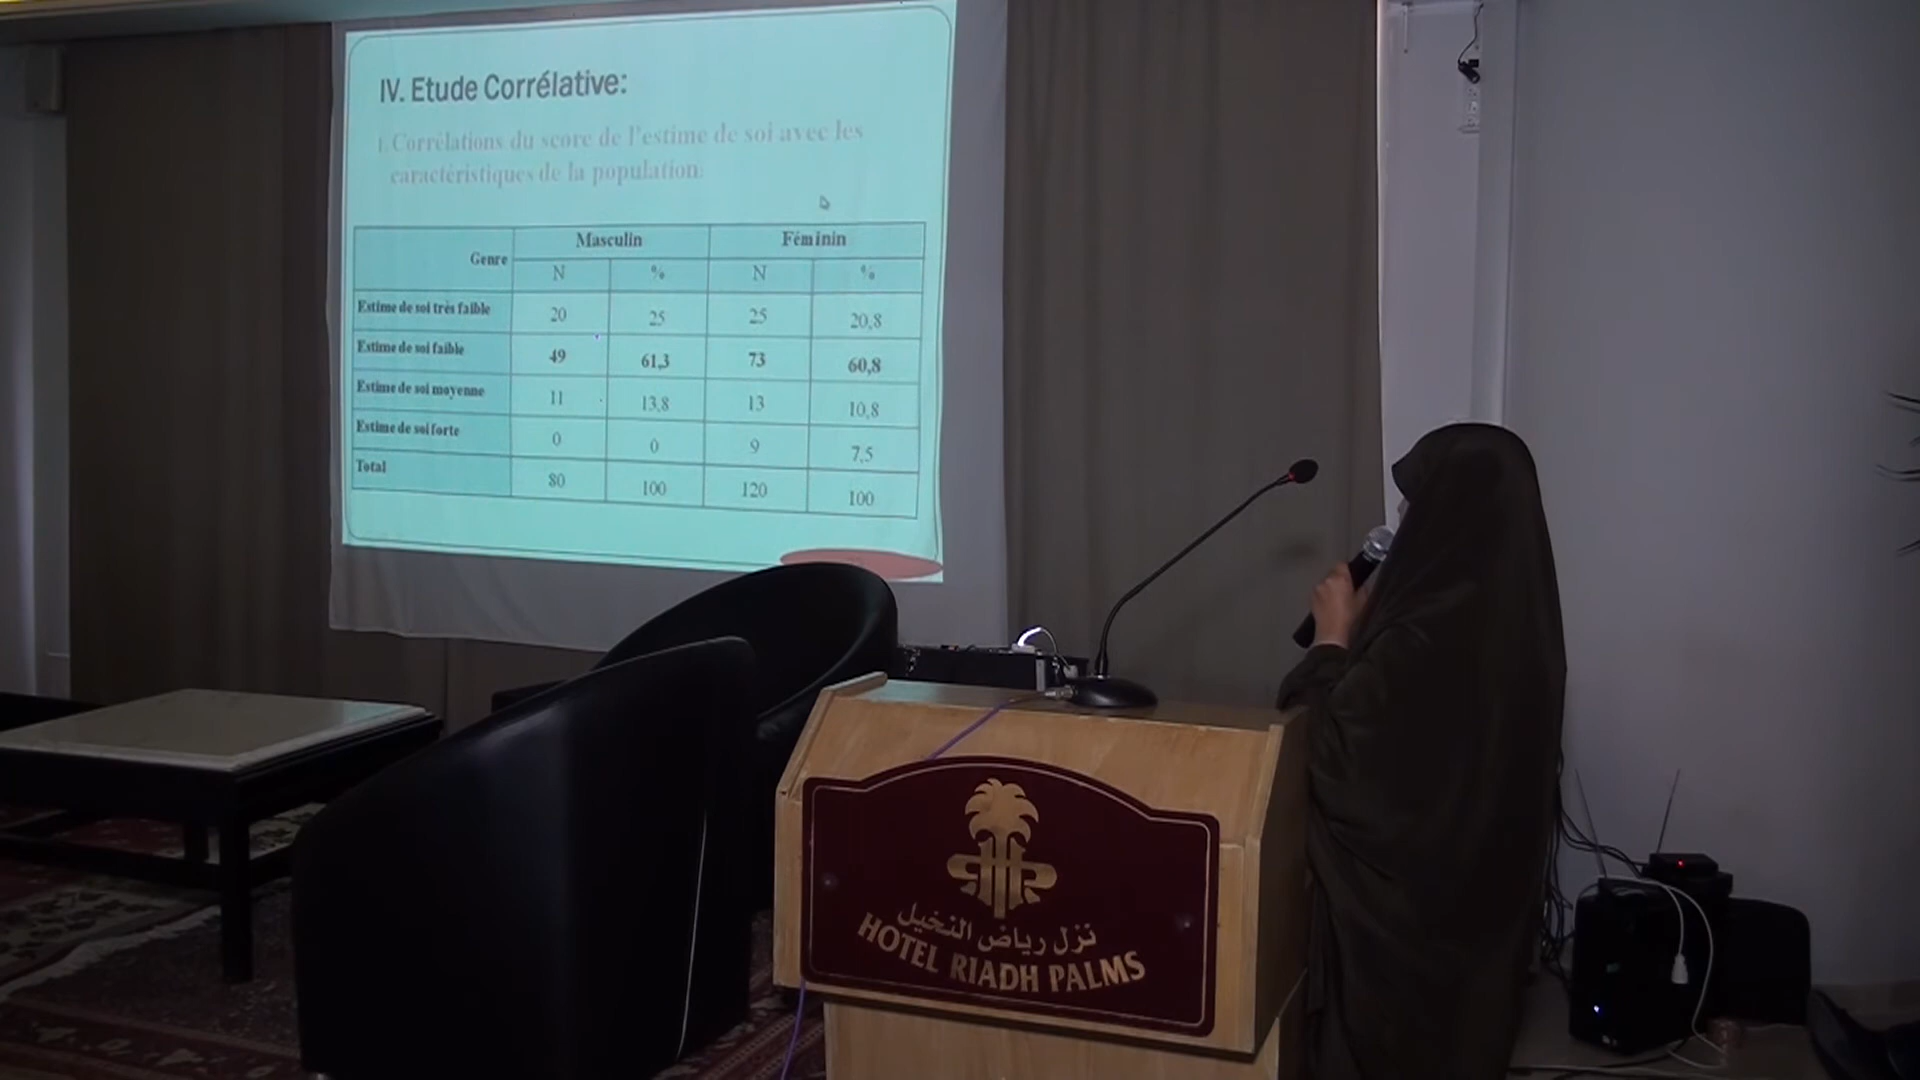 IV. Etude Corrélative:
1. Corrélations du score de l'estime de soi avec les
caractéristiques de la population:
Genre Masculin Féminin
N % N %
Estime de soi très faible 20 25 25 20,8
Estime de soi faible 49 61,3 73 60,8
Estime de soi moyenne 11 13,8 13 10,8
Estime de soi forte 0 0 9 7,5
Total 80 100 120 100
نزل رياض النخيل
HOTEL RIADH PALMS